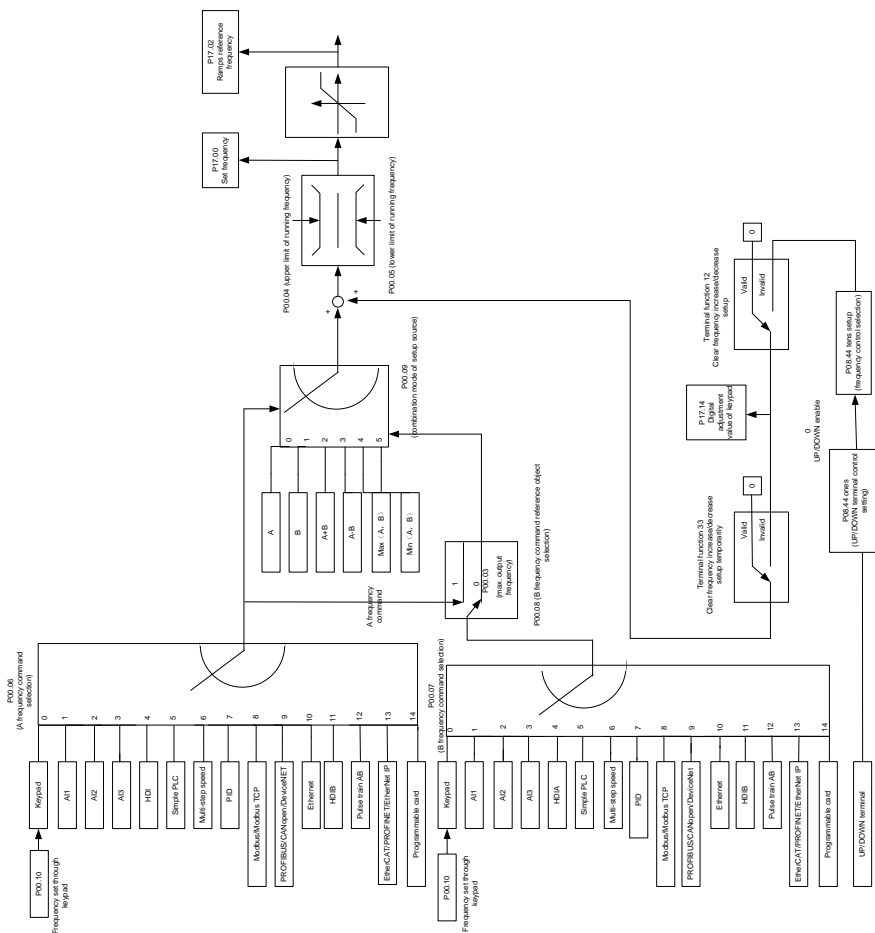 P00.10
Frequency set through
keypad
Keypad
AI1
AI2
AI3
HDI
Simple PLC
Multi-step speed
PID
Modbus/Modbus TCP
PROFIBUS/CANopen/DeviceNET
Ethernet
HDIB
Pulse train AB
EtherCAT/PROFINET/EtherNet IP
Programmable card
P00.06
(A frequency command
selection)
0
1
2
3
4
5
6
7
8
9
10
11
12
13
14
P00.10
Frequency set through
keypad
Keypad
AI1
AI2
AI3
HDIA
Simple PLC
Multi-step speed
PID
Modbus/Modbus TCP
PROFIBUS/CANopen/DeviceNet
Ethernet
HDIB
Pulse train AB
EtherCAT/PROFINET/EtherNet IP
Programmable card
P00.07
(B frequency command selection)
0
1
2
3
4
5
6
7
8
9
10
11
12
13
14
UP/DOWN terminal
A frequency
command
1
0
P00.03
(max. output
frequency)
P00.08 (B frequency command reference object
selection)
A
B
A+B
A-B
Max（A，B）
Min（A，B）
0
1
2
3
4
5
P00.09
(combination mode of setup source)
+
+
P00.04 (upper limit of running frequency)
P00.05 (lower limit of running frequency)
P17.00
Set frequency
P17.02
Ramps reference
frequency
Terminal function 33
Clear frequency increase/decrease
setup temporarily
Valid
Invalid
0
P17.14
Digital
adjustment
value of keypad
Terminal function 12
Clear frequency increase/decrease
setup
Valid
Invalid
0
P08.44 ones
(UP/DOWN terminal control
setting)
0
UP/DOWN enable
P08.44 tens setup
(frequency control selection)